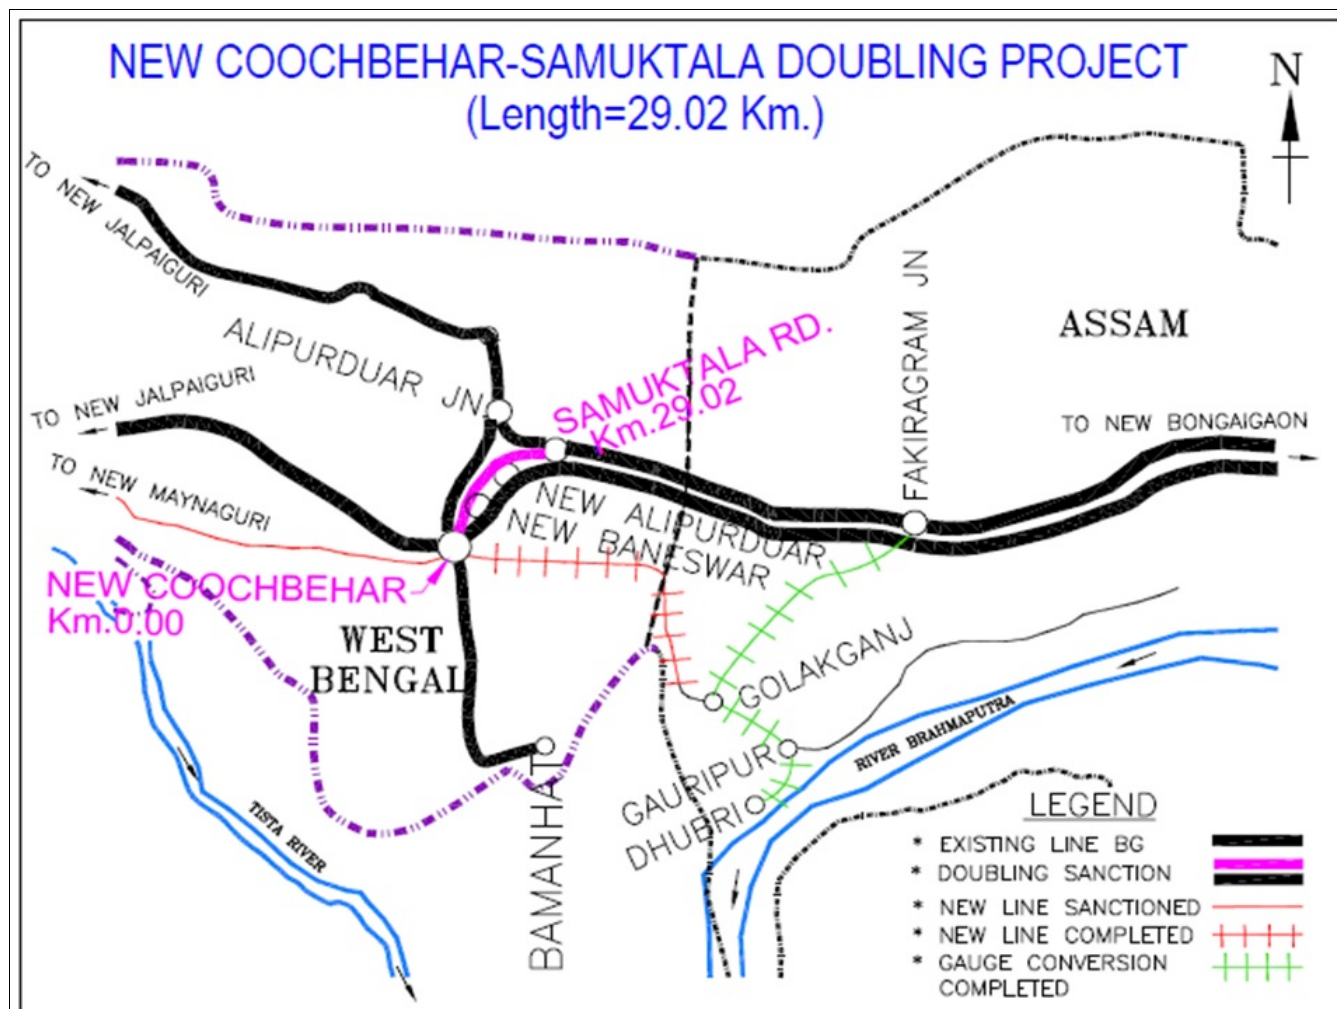 NEW COOCHBEHAR-SAMUKTALA DOUBLING PROJECT
(Length=29.02 Km.)
N
TO NEW JALPAIGURI
ALIPURDUAR JN
SAMUKTALA RD.
Km.29.02
FAKIRAGRAM JN
ASSAM
TO NEW JALPAIGURI
TO NEW BONGAIGAON
TO NEW MAYNAGURI
NEW ALIPURDUAR
NEW BANESWAR
NEW COOCHBEHAR
Km.0.00
WEST
BENGAL
GOLAKGANJ
GAURIPUR
DHUBRI
RIVER BRAHMAPUTRA
BAMANHAT
TISTA RIVER
LEGEND
* EXISTING LINE BG
* DOUBLING SANCTION
* NEW LINE SANCTIONED
* NEW LINE COMPLETED
* GAUGE CONVERSION
COMPLETED